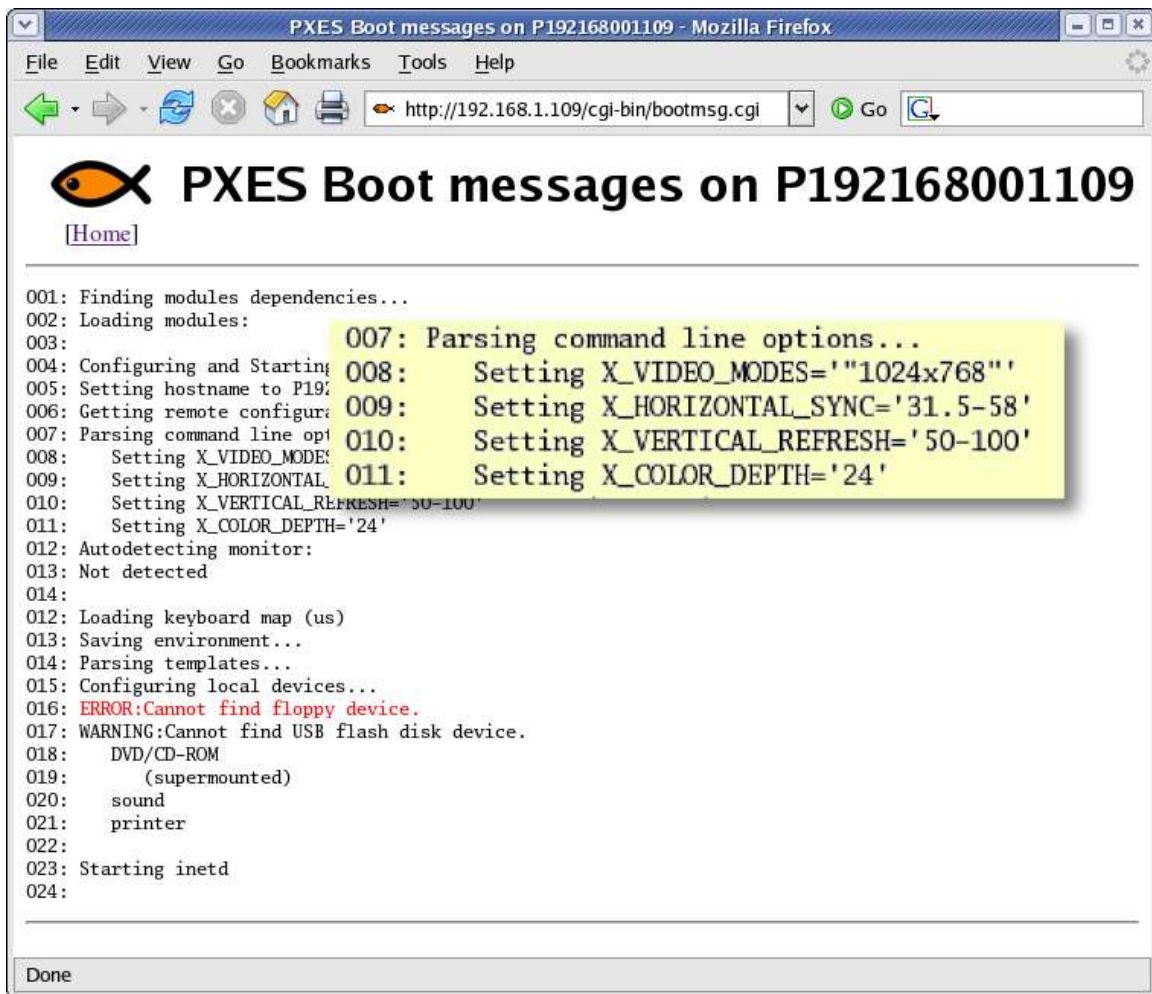 PXES Boot messages on P192168001109 - Mozilla Firefox
File Edit View Go Bookmarks Tools Help
http://192.168.1.109/cgi-bin/bootmsg.cgi Go G
PXES Boot messages on P192168001109
[Home]
001: Finding modules dependencies...
002: Loading modules:
003:
004: Configuring and Starting
005: Setting hostname to P192
006: Getting remote
007: Parsing command line
008: Setting X_VIDEO_MODES
009: Setting X_HORIZONTAL_
010: Setting X_VERTICAL_REFRESH='50-100'
011: Setting X_COLOR_DEPTH='24'
012: Autodetecting monitor:
013: Not detected
014:
012: Loading keyboard map (us)
013: Saving environment...
014: Parsing templates...
015: Configuring local devices...
016: ERROR:Cannot find floppy device.
017: WARNING:Cannot find USB flash disk device.
018: DVD/CD-ROM
019: (supermounted)
020: sound
021: printer
022:
023: Starting inetd
024:
007: Parsing command line options...
008: Setting X_VIDEO_MODES='"1024x768"'
009: Setting X_HORIZONTAL_SYNC='31.5-58'
010: Setting X_VERTICAL_REFRESH='50-100'
011: Setting X_COLOR_DEPTH='24'
Done